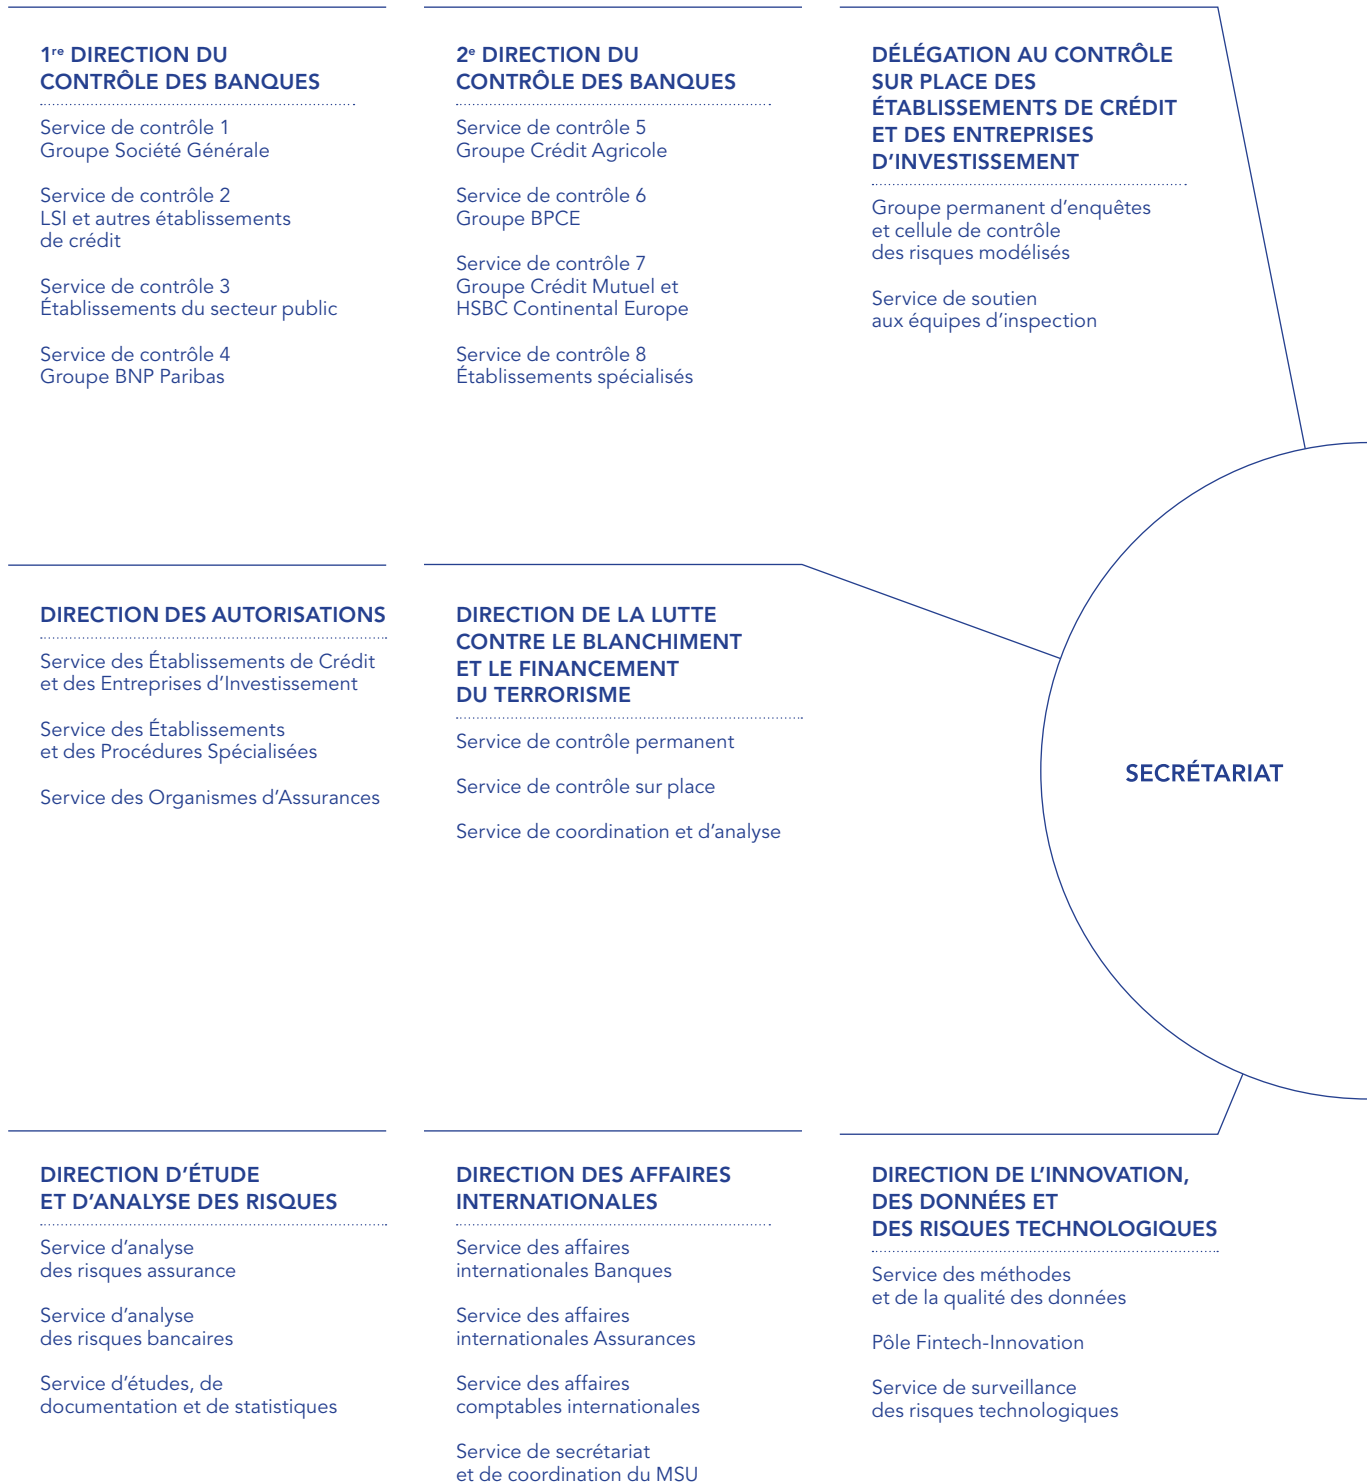 1re DIRECTION DU
CONTRÔLE DES BANQUES
Service de contrôle 1
Groupe Société Générale
Service de contrôle 2
LSI et autres établissements
de crédit
Service de contrôle 3
Établissements du secteur public
Service de contrôle 4
Groupe BNP Paribas
2e DIRECTION DU
CONTRÔLE DES BANQUES
Service de contrôle 5
Groupe Crédit Agricole
Service de contrôle 6
Groupe BPCE
Service de contrôle 7
Groupe Crédit Mutuel et
HSBC Continental Europe
Service de contrôle 8
Établissements spécialisés
DÉLÉGATION AU CONTRÔLE
SUR PLACE DES
ÉTABLISSEMENTS DE CRÉDIT
ET DES ENTREPRISES
D’INVESTISSEMENT
Groupe permanent d’enquêtes
et cellule de contrôle
des risques modélisés
Service de soutien
aux équipes d’inspection
DIRECTION DES AUTORISATIONS
Service des Établissements de Crédit
et des Entreprises d’Investissement
Service des Établissements
et des Procédures Spécialisées
Service des Organismes d’Assurances
DIRECTION DE LA LUTTE
CONTRE LE BLANCHIMENT
ET LE FINANCEMENT
DU TERRORISME
Service de contrôle permanent
Service de contrôle sur place
Service de coordination et d’analyse
SECRÉTARIAT
DIRECTION D’ÉTUDE
ET D’ANALYSE DES RISQUES
Service d’analyse
des risques assurance
Service d’analyse
des risques bancaires
Service d’études, de
documentation et de statistiques
DIRECTION DES AFFAIRES
INTERNATIONALES
Service des affaires
internationales Banques
Service des affaires
internationales Assurances
Service des affaires
comptables internationales
Service de secrétariat
et de coordination du MSU
DIRECTION DE L’INNOVATION,
DES DONNÉES ET
DES RISQUES TECHNOLOGIQUES
Service des méthodes
et de la qualité des données
Pôle Fintech-Innovation
Service de surveillance
des risques technologiques